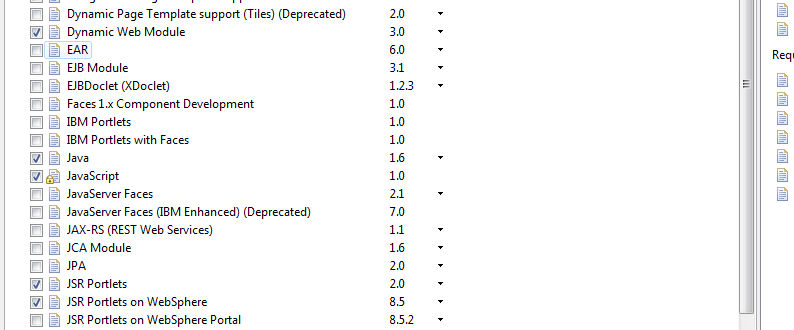 Dynamic Page Template support (Tiles) (Deprecated) 2.0
Dynamic Web Module 3.0
EAR 6.0
EJB Module 3.1
EJBDoclet (XDoclet) 1.2.3
Faces 1.x Component Development 1.0
IBM Portlets 1.0
IBM Portlets with Faces 1.0
Java 1.6
JavaScript 1.0
JavaServer Faces 2.1
JavaServer Faces (IBM Enhanced) (Deprecated) 7.0
JAX-RS (REST Web Services) 1.1
JCA Module 1.6
JPA 2.0
JSR Portlets 2.0
JSR Portlets on WebSphere 8.5
JSR Portlets on WebSphere Portal 8.5.2
Requ